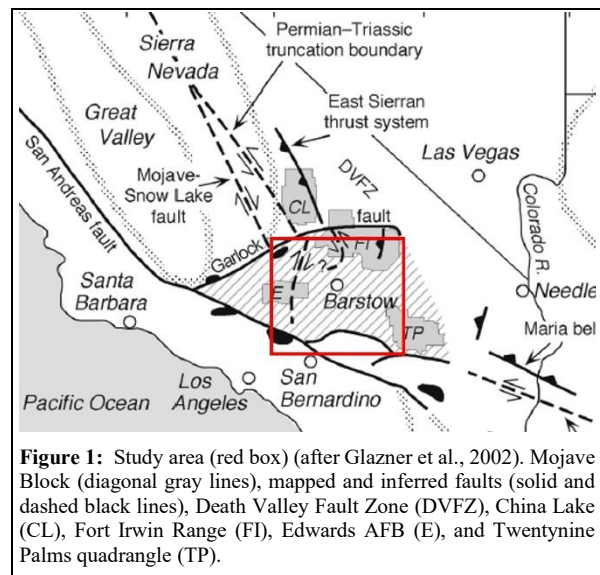 Sierra
Nevada
Permian–Triassic
truncation boundary
Great
Valley
East Sierran
thrust system
San Andreas fault
Mojave-
Snow Lake
fault
DVFZ
Las Vegas
CL
Colorado R.
fault
Garlock
FI
?
Santa
Barbara
E
Barstow
Needle
TP
Maria bel
Los
Angeles
San
Bernardino
Pacific Ocean
Figure 1: Study area (red box) (after Glazner et al., 2002). Mojave
Block (diagonal gray lines), mapped and inferred faults (solid and
dashed black lines), Death Valley Fault Zone (DVFZ), China Lake
(CL), Fort Irwin Range (FI), Edwards AFB (E), and Twentynine
Palms quadrangle (TP).